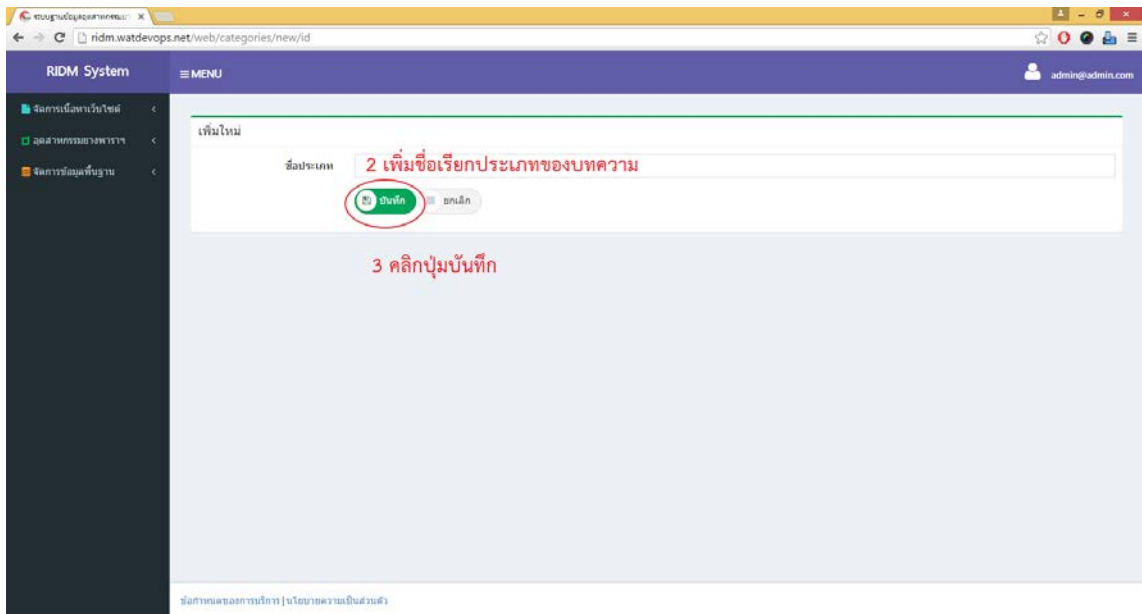 ridm.watdevops.net/web/categories/new/id
RIDM System
MENU
admin@admin.com
จัดการเนื้อหาเว็บไซต์
อุตสาหกรรมยางพาราฯ
จัดการข้อมูลพื้นฐาน
เพิ่มใหม่
ชื่อประเภท
2 เพิ่มชื่อเรียกประเภทของบทความ
บันทึก
ยกเลิก
3 คลิกปุ่มบันทึก
ข้อกำหนดของการบริการ | นโยบายความเป็นส่วนตัว